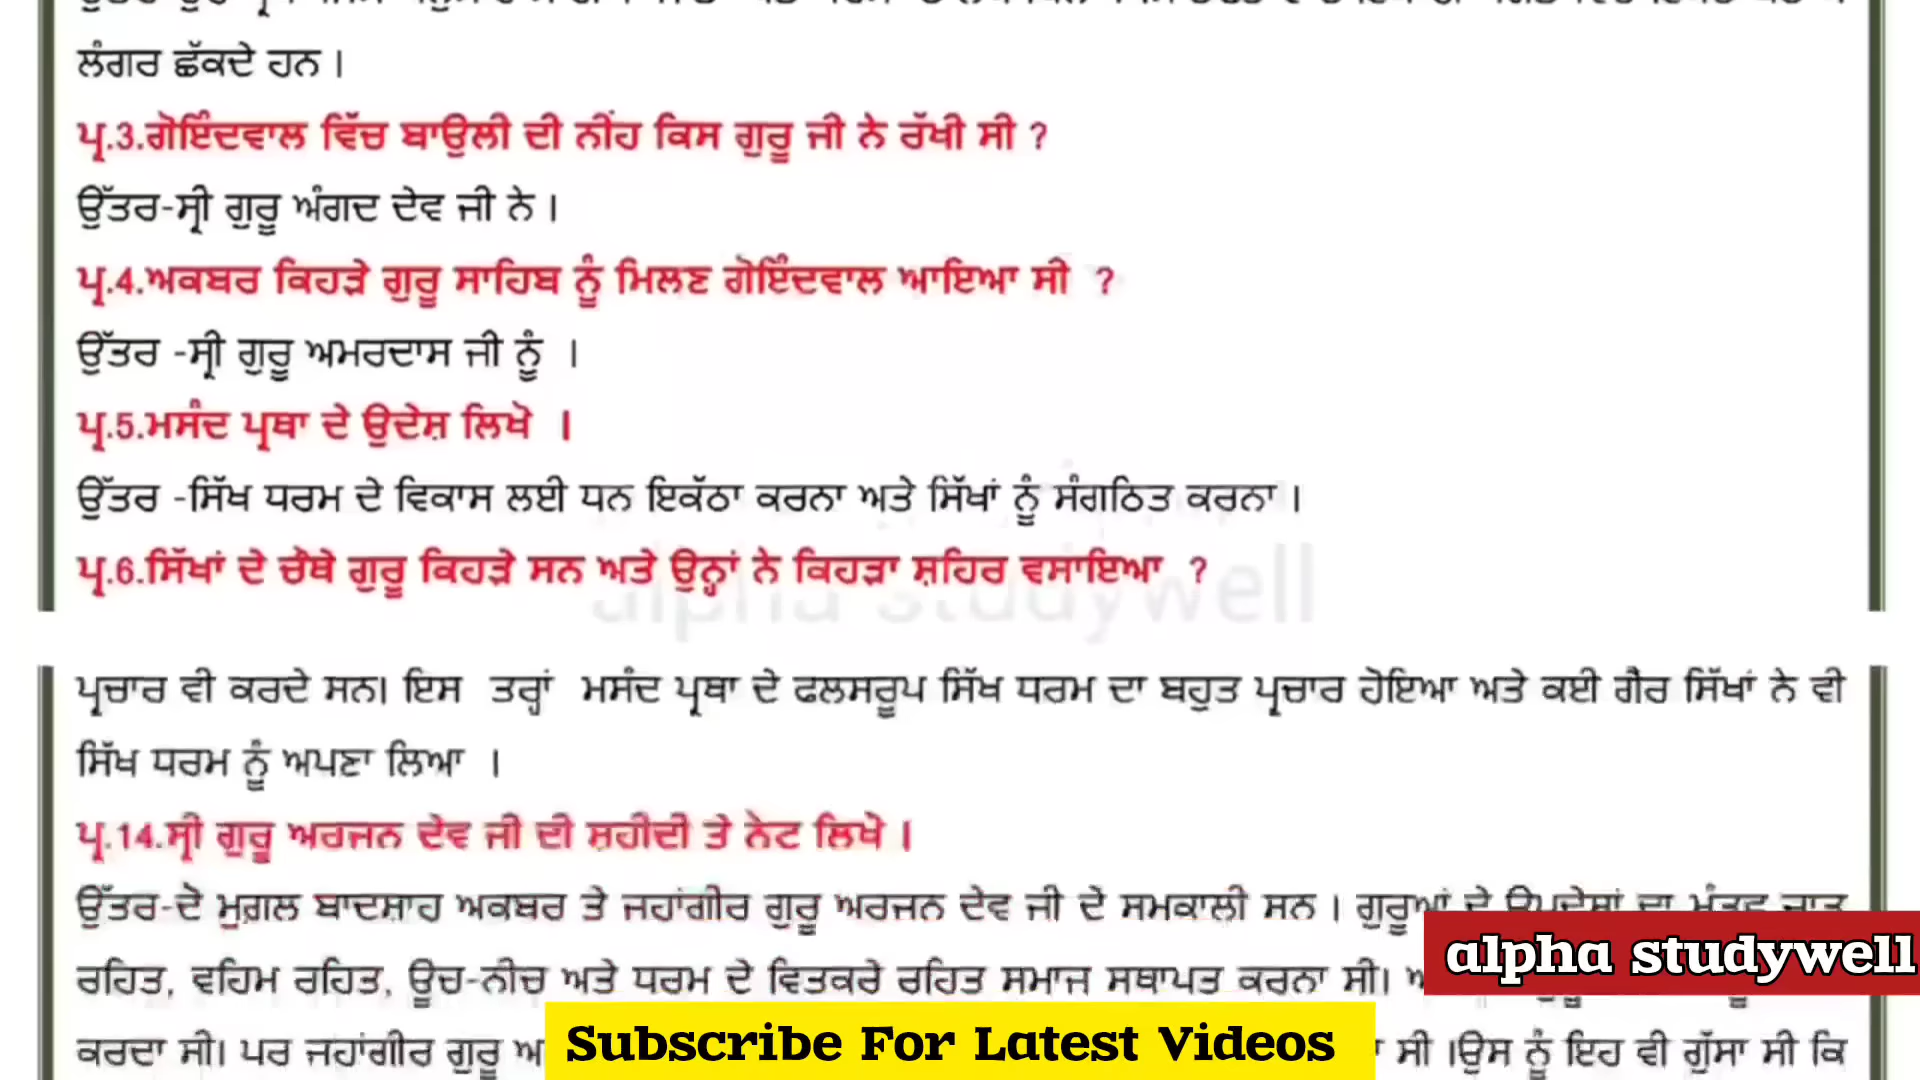 ਲੰਗਰ ਛੱਕਦੇ ਹਨ ।
ਪ੍ਰ.3.ਗੋਇੰਦਵਾਲ ਵਿੱਚ ਬਾਉਲੀ ਦੀ ਨੀਂਹ ਕਿਸ ਗੁਰੂ ਜੀ ਨੇ ਰੱਖੀ ਸੀ ?
ਉੱਤਰ-ਸ੍ਰੀ ਗੁਰੂ ਅੰਗਦ ਦੇਵ ਜੀ ਨੇ ।
ਪ੍ਰ.4.ਅਕਬਰ ਕਿਹੜੇ ਗੁਰੂ ਸਾਹਿਬ ਨੂੰ ਮਿਲਣ ਗੋਇੰਦਵਾਲ ਆਇਆ ਸੀ ?
ਉੱਤਰ -ਸ੍ਰੀ ਗੁਰੂ ਅਮਰਦਾਸ ਜੀ ਨੂੰ ।
ਪ੍ਰ.5.ਮਸੰਦ ਪ੍ਰਥਾ ਦੇ ਉਦੇਸ਼ ਲਿਖੋ ।
ਉੱਤਰ -ਸਿੱਖ ਧਰਮ ਦੇ ਵਿਕਾਸ ਲਈ ਧਨ ਇਕੱਠਾ ਕਰਨਾ ਅਤੇ ਸਿੱਖਾਂ ਨੂੰ ਸੰਗਠਿਤ ਕਰਨਾ ।
ਪ੍ਰ.6.ਸਿੱਖਾਂ ਦੇ ਚੌਥੇ ਗੁਰੂ ਕਿਹੜੇ ਸਨ ਅਤੇ ਉਨ੍ਹਾਂ ਨੇ ਕਿਹੜਾ ਸ਼ਹਿਰ ਵਸਾਇਆ ?
alpha studywell
ਪ੍ਰਚਾਰ ਵੀ ਕਰਦੇ ਸਨ। ਇਸ ਤਰ੍ਹਾਂ ਮਸੰਦ ਪ੍ਰਥਾ ਦੇ ਫਲਸਰੂਪ ਸਿੱਖ ਧਰਮ ਦਾ ਬਹੁਤ ਪ੍ਰਚਾਰ ਹੋਇਆ ਅਤੇ ਕਈ ਗੈਰ ਸਿੱਖਾਂ ਨੇ ਵੀ
ਸਿੱਖ ਧਰਮ ਨੂੰ ਅਪਣਾ ਲਿਆ ।
ਪ੍ਰ.14.ਸ੍ਰੀ ਗੁਰੂ ਅਰਜਨ ਦੇਵ ਜੀ ਦੀ ਸ਼ਹੀਦੀ ਤੇ ਨੋਟ ਲਿਖੋ ।
ਉੱਤਰ-ਦੋ ਮੁਗ਼ਲ ਬਾਦਸ਼ਾਹ ਅਕਬਰ ਤੇ ਜਹਾਂਗੀਰ ਗੁਰੂ ਅਰਜਨ ਦੇਵ ਜੀ ਦੇ ਸਮਕਾਲੀ ਸਨ । ਗੁਰੂਆਂ ਦੇ ਉਪਦੇਸ਼ਾਂ ਦਾ ਮੰਤਵ ਜਾਤ
ਰਹਿਤ, ਵਹਿਮ ਰਹਿਤ, ਊਚ-ਨੀਚ ਅਤੇ ਧਰਮ ਦੇ ਵਿਤਕਰੇ ਰਹਿਤ ਸਮਾਜ ਸਥਾਪਤ ਕਰਨਾ ਸੀ।
alpha studywell
ਕਰਦਾ ਸੀ। ਪਰ ਜਹਾਂਗੀਰ ਗੁਰੂ ਸੀ ।ਉਸ ਨੂੰ ਇਹ ਵੀ ਗੁੱਸਾ ਸੀ ਕਿ
Subscribe For Latest Videos